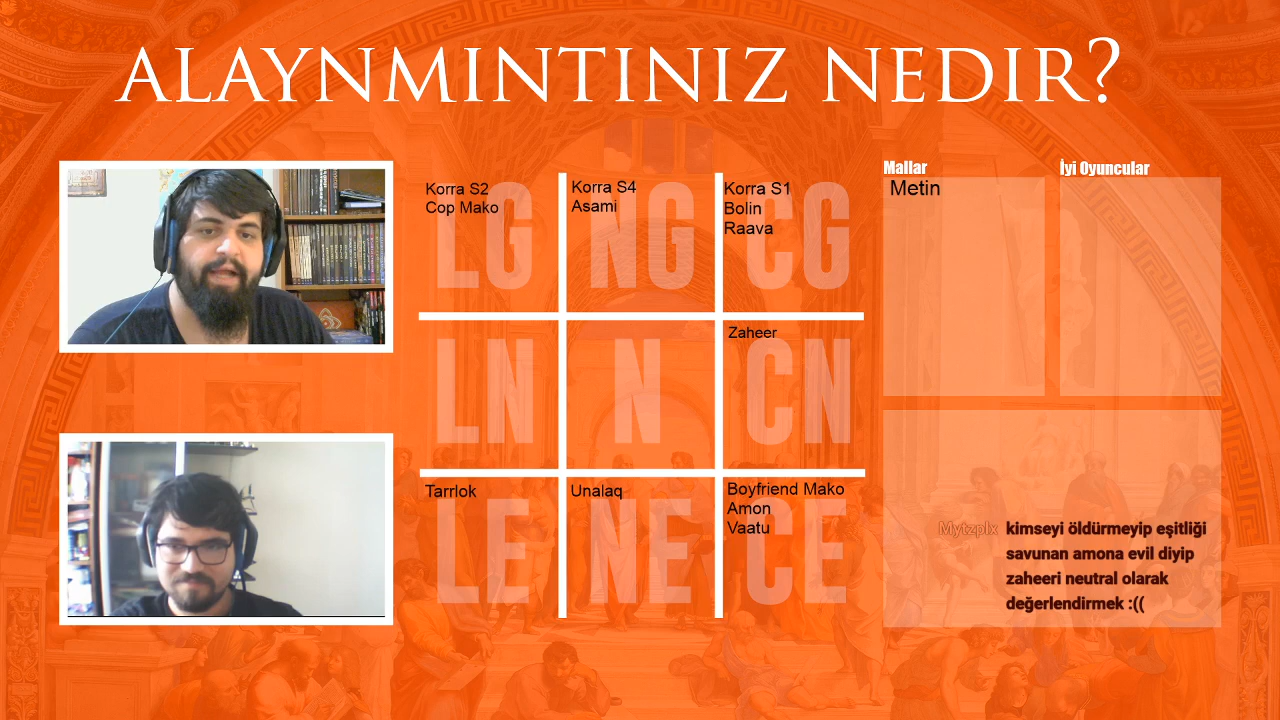 ALAYNMINTINIZ NEDIR?
Korra S2
Cop Mako
LG
Korra S4
Asami
NG
Korra S1
Bolin
Raava
CG
Mallar
Metin
İyi Oyuncular
LN
N
Zaheer
CN
Tarrlok
LE
Unalaq
NE
Boyfriend Mako
Amon
Vaatu
CE
Mytzplx kimseyi öldürmeyip eşitliği
savunan amona evil diyip
zaheeri neutral olarak
değerlendirmek :((